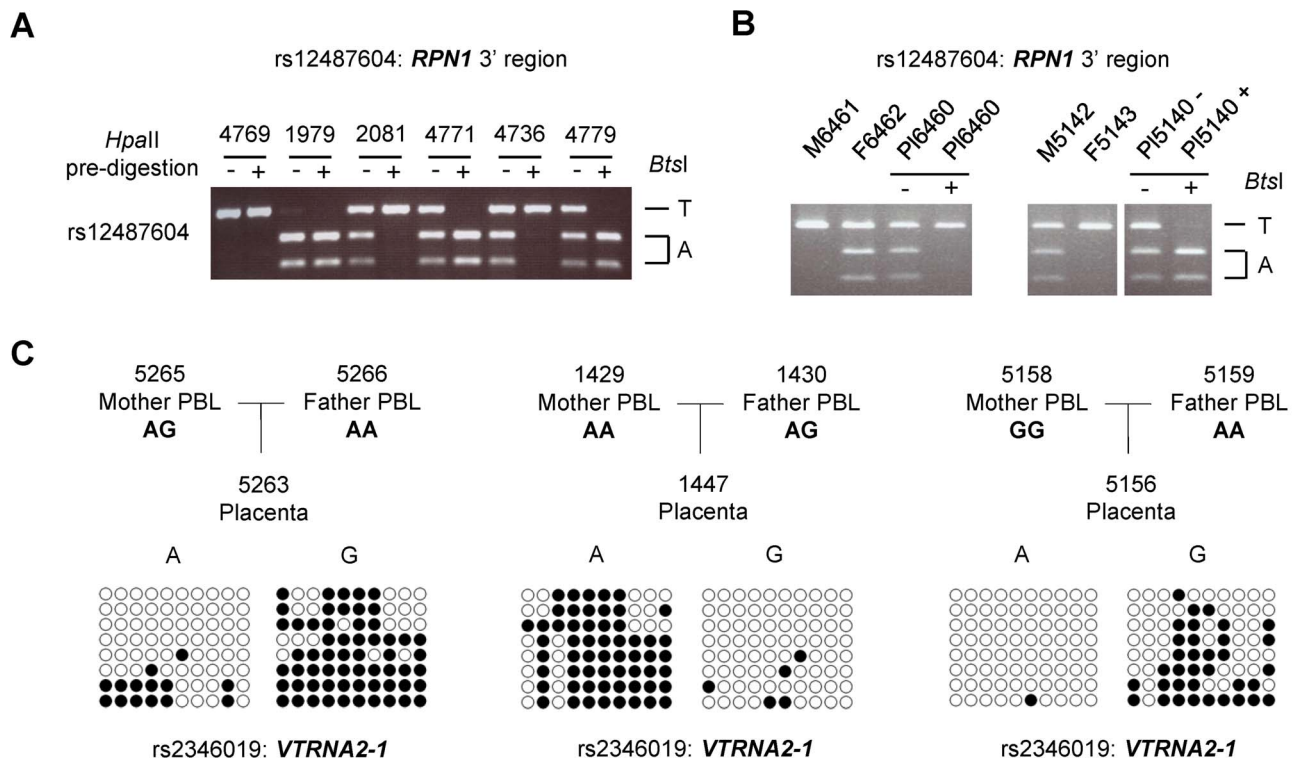 A
rs12487604: RPN1 3’ region
HpaII
pre-digestion
4769 1979 2081 4771 4736 4779
- + - + - + - + - + - +
BtsI
rs12487604
T
A
B
rs12487604: RPN1 3’ region
M6461 F6462 Pl6460 Pl6460 M5142 F5143 Pl5140 - Pl5140 +
- + - +
BtsI
T
A
C
5265
Mother PBL
AG
5266
Father PBL
AA
5263
Placenta
A G
rs2346019: VTRNA2-1
1429
Mother PBL
AA
1430
Father PBL
AG
1447
Placenta
A G
rs2346019: VTRNA2-1
5158
Mother PBL
GG
5159
Father PBL
AA
5156
Placenta
A G
rs2346019: VTRNA2-1